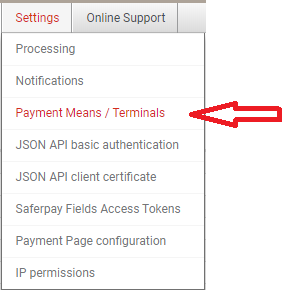 Settings
Online Support
Processing
Notifications
Payment Means / Terminals
JSON API basic authentication
JSON API client certificate
Saferpay Fields Access Tokens
Payment Page configuration
IP permissions